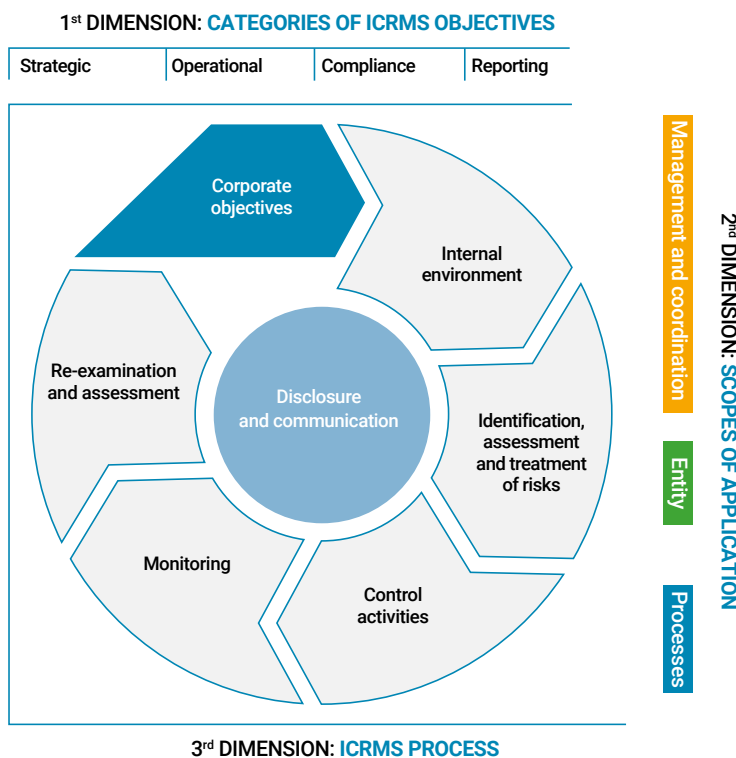 1st DIMENSION: CATEGORIES OF ICRMS OBJECTIVES
Strategic
Operational
Compliance
Reporting
Corporate
objectives
Internal
environment
Identification,
assessment
and treatment
of risks
Control
activities
Monitoring
Re-examination
and assessment
Disclosure
and communication
Management and coordination
Entity
Processes
2nd DIMENSION: SCOPES OF APPLICATION
3rd DIMENSION: ICRMS PROCESS